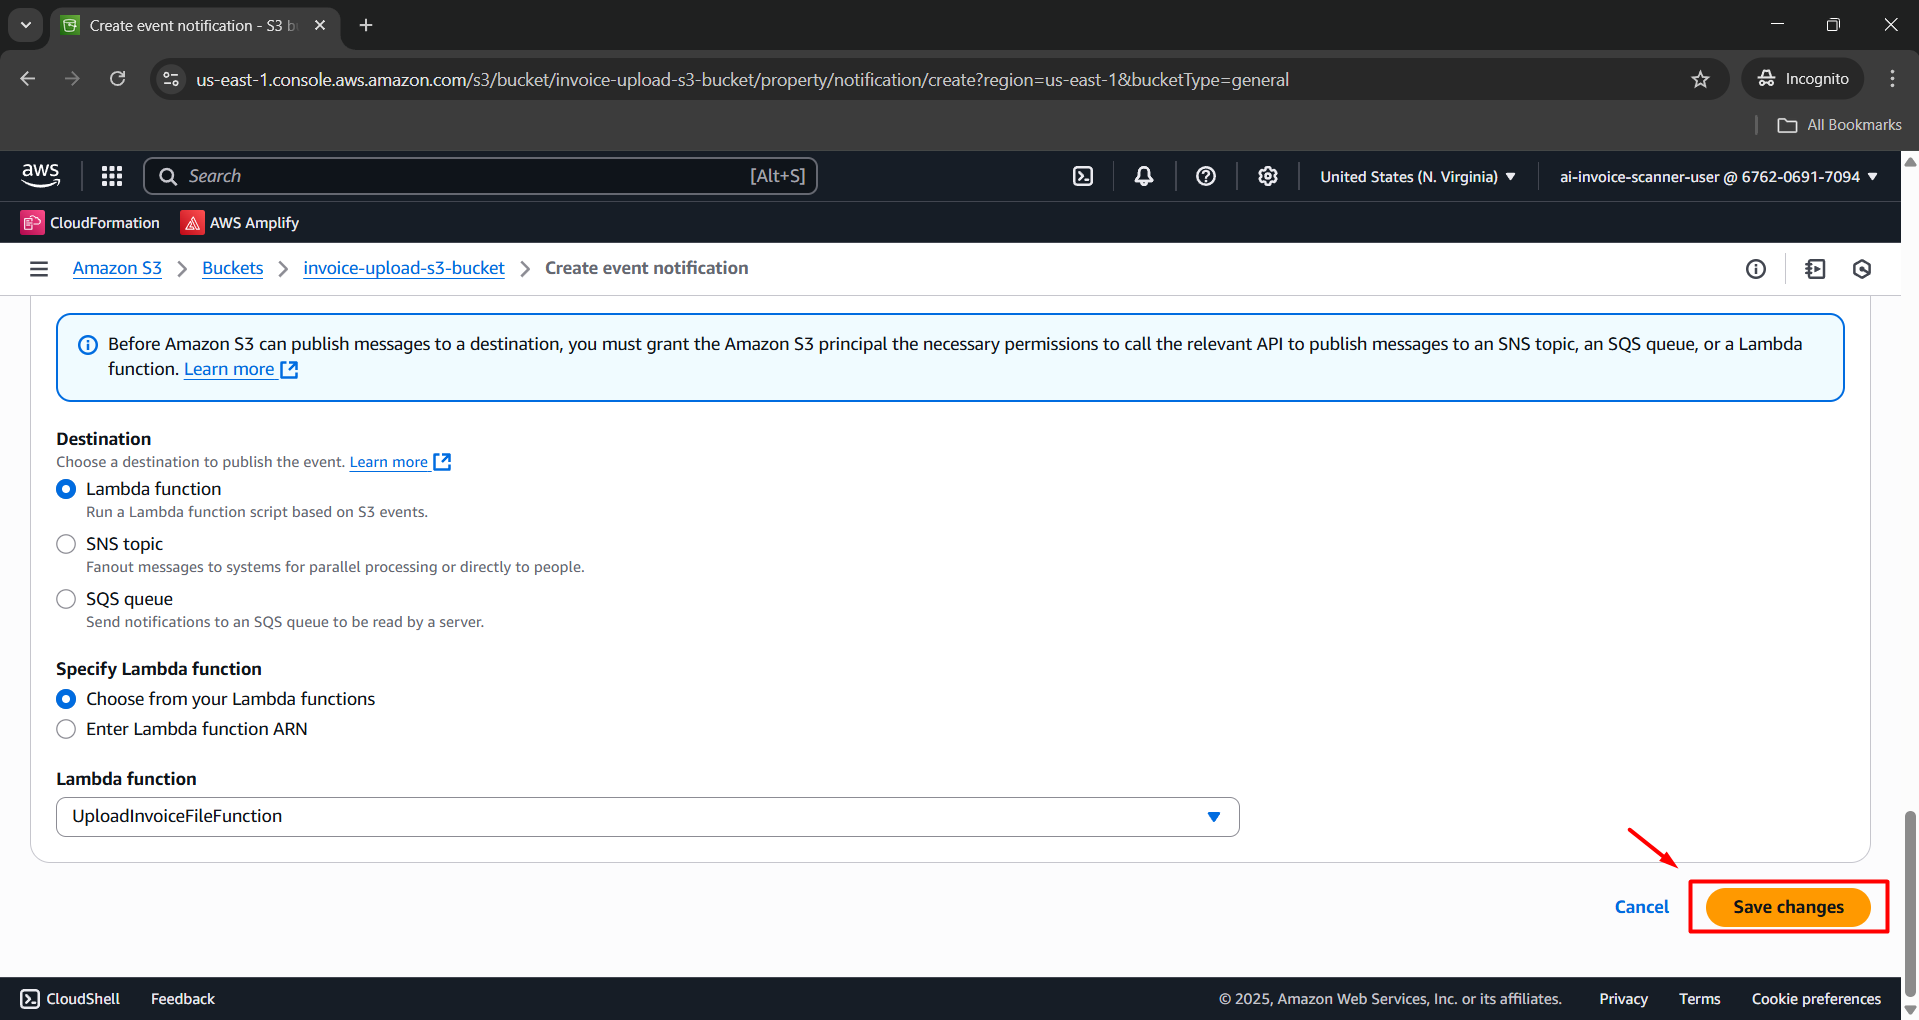 Create event notification - S3 b
us-east-1.console.aws.amazon.com/s3/bucket/invoice-upload-s3-bucket/property/notification/create?region=us-east-1&bucketType=general
Incognito
All Bookmarks
aws
Search
[Alt+S]
United States (N. Virginia)
ai-invoice-scanner-user @ 6762-0691-7094
CloudFormation
AWS Amplify
Amazon S3
Buckets
invoice-upload-s3-bucket
Create event notification
Before Amazon S3 can publish messages to a destination, you must grant the Amazon S3 principal the necessary permissions to call the relevant API to publish messages to an SNS topic, an SQS queue, or a Lambda
function. Learn more
Destination
Choose a destination to publish the event. Learn more
Lambda function
Run a Lambda function script based on S3 events.
SNS topic
Fanout messages to systems for parallel processing or directly to people.
SQS queue
Send notifications to an SQS queue to be read by a server.
Specify Lambda function
Choose from your Lambda functions
Enter Lambda function ARN
Lambda function
UploadInvoiceFileFunction
Cancel
Save changes
CloudShell
Feedback
© 2025, Amazon Web Services, Inc. or its affiliates.
Privacy
Terms
Cookie preferences